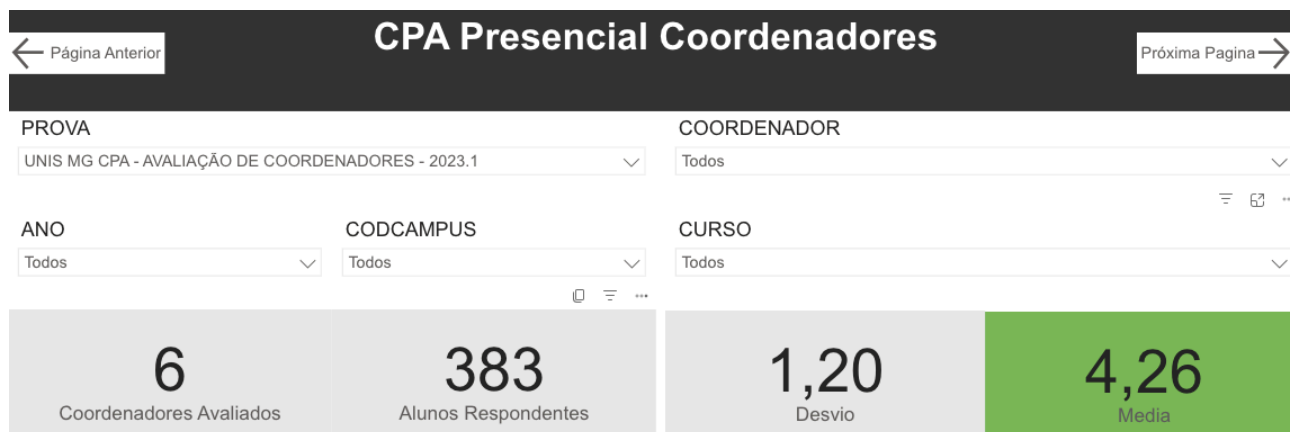 CPA Presencial Coordenadores
Página Anterior
Próxima Pagina
PROVA
UNIS MG CPA - AVALIAÇÃO DE COORDENADORES - 2023.1
COORDENADOR
Todos
ANO
Todos
CODCAMPUS
Todos
CURSO
Todos
6
Coordenadores Avaliados
383
Alunos Respondentes
1,20
Desvio
4,26
Media